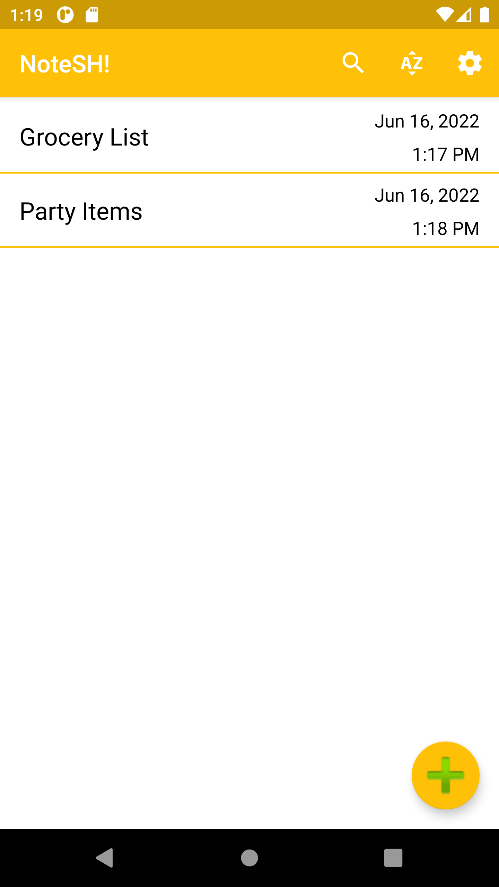 1:19
NoteSH!
AZ
Grocery List
Jun 16, 2022
1:17 PM
Party Items
Jun 16, 2022
1:18 PM